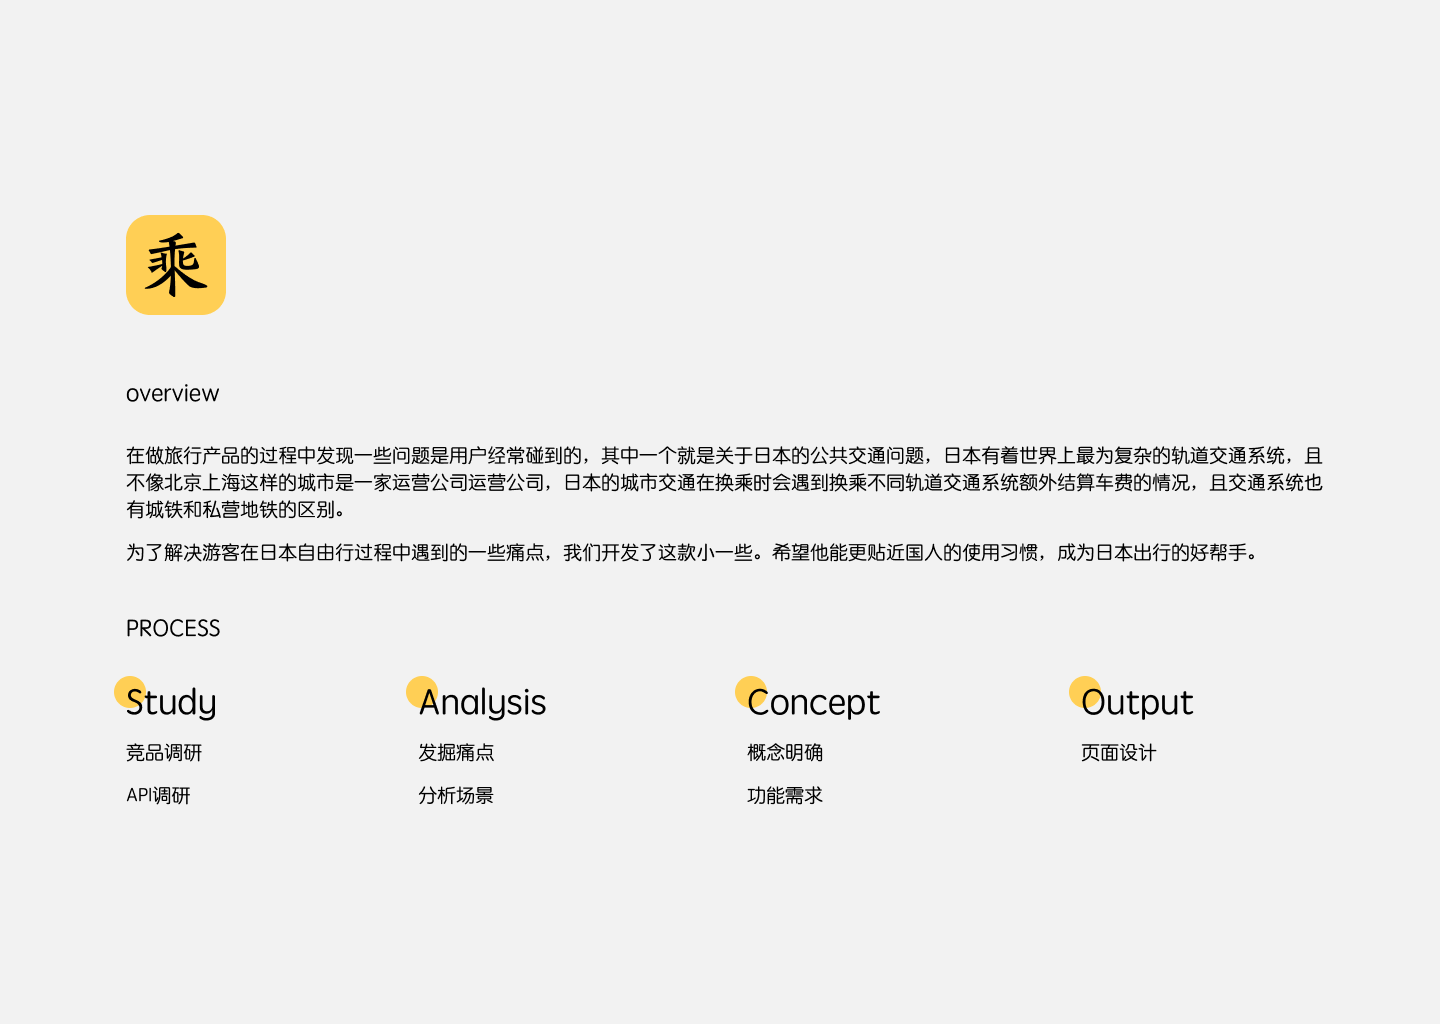 乘
overview
在做旅行产品的过程中发现一些问题是用户经常碰到的，其中一个就是关于日本的公共交通问题，日本有着世界上最为复杂的轨道交通系统，且
不像北京上海这样的城市是一家运营公司运营公司，日本的城市交通在换乘时会遇到换乘不同轨道交通系统额外结算车费的情况，且交通系统也
有城铁和私营地铁的区别。
为了解决游客在日本自由行过程中遇到的一些痛点，我们开发了这款小一些。希望他能更贴近国人的使用习惯，成为日本出行的好帮手。
PROCESS
Study
竞品调研
API调研
Analysis
发掘痛点
分析场景
Concept
概念明确
功能需求
Output
页面设计